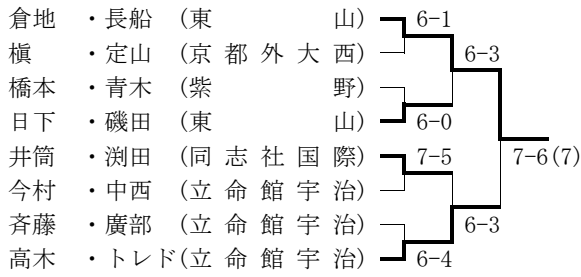 倉地 ・長船 (東 山) 6-1
槇 ・定山 (京都外大西) 6-3
橋本 ・青木 (紫 野)
日下 ・磯田 (東 山) 6-0
井筒 ・渕田 (同志社国際) 7-5 7-6(7)
今村 ・中西 (立命館宇治)
斉藤 ・廣部 (立命館宇治) 6-3
高木 ・トレド(立命館宇治) 6-4